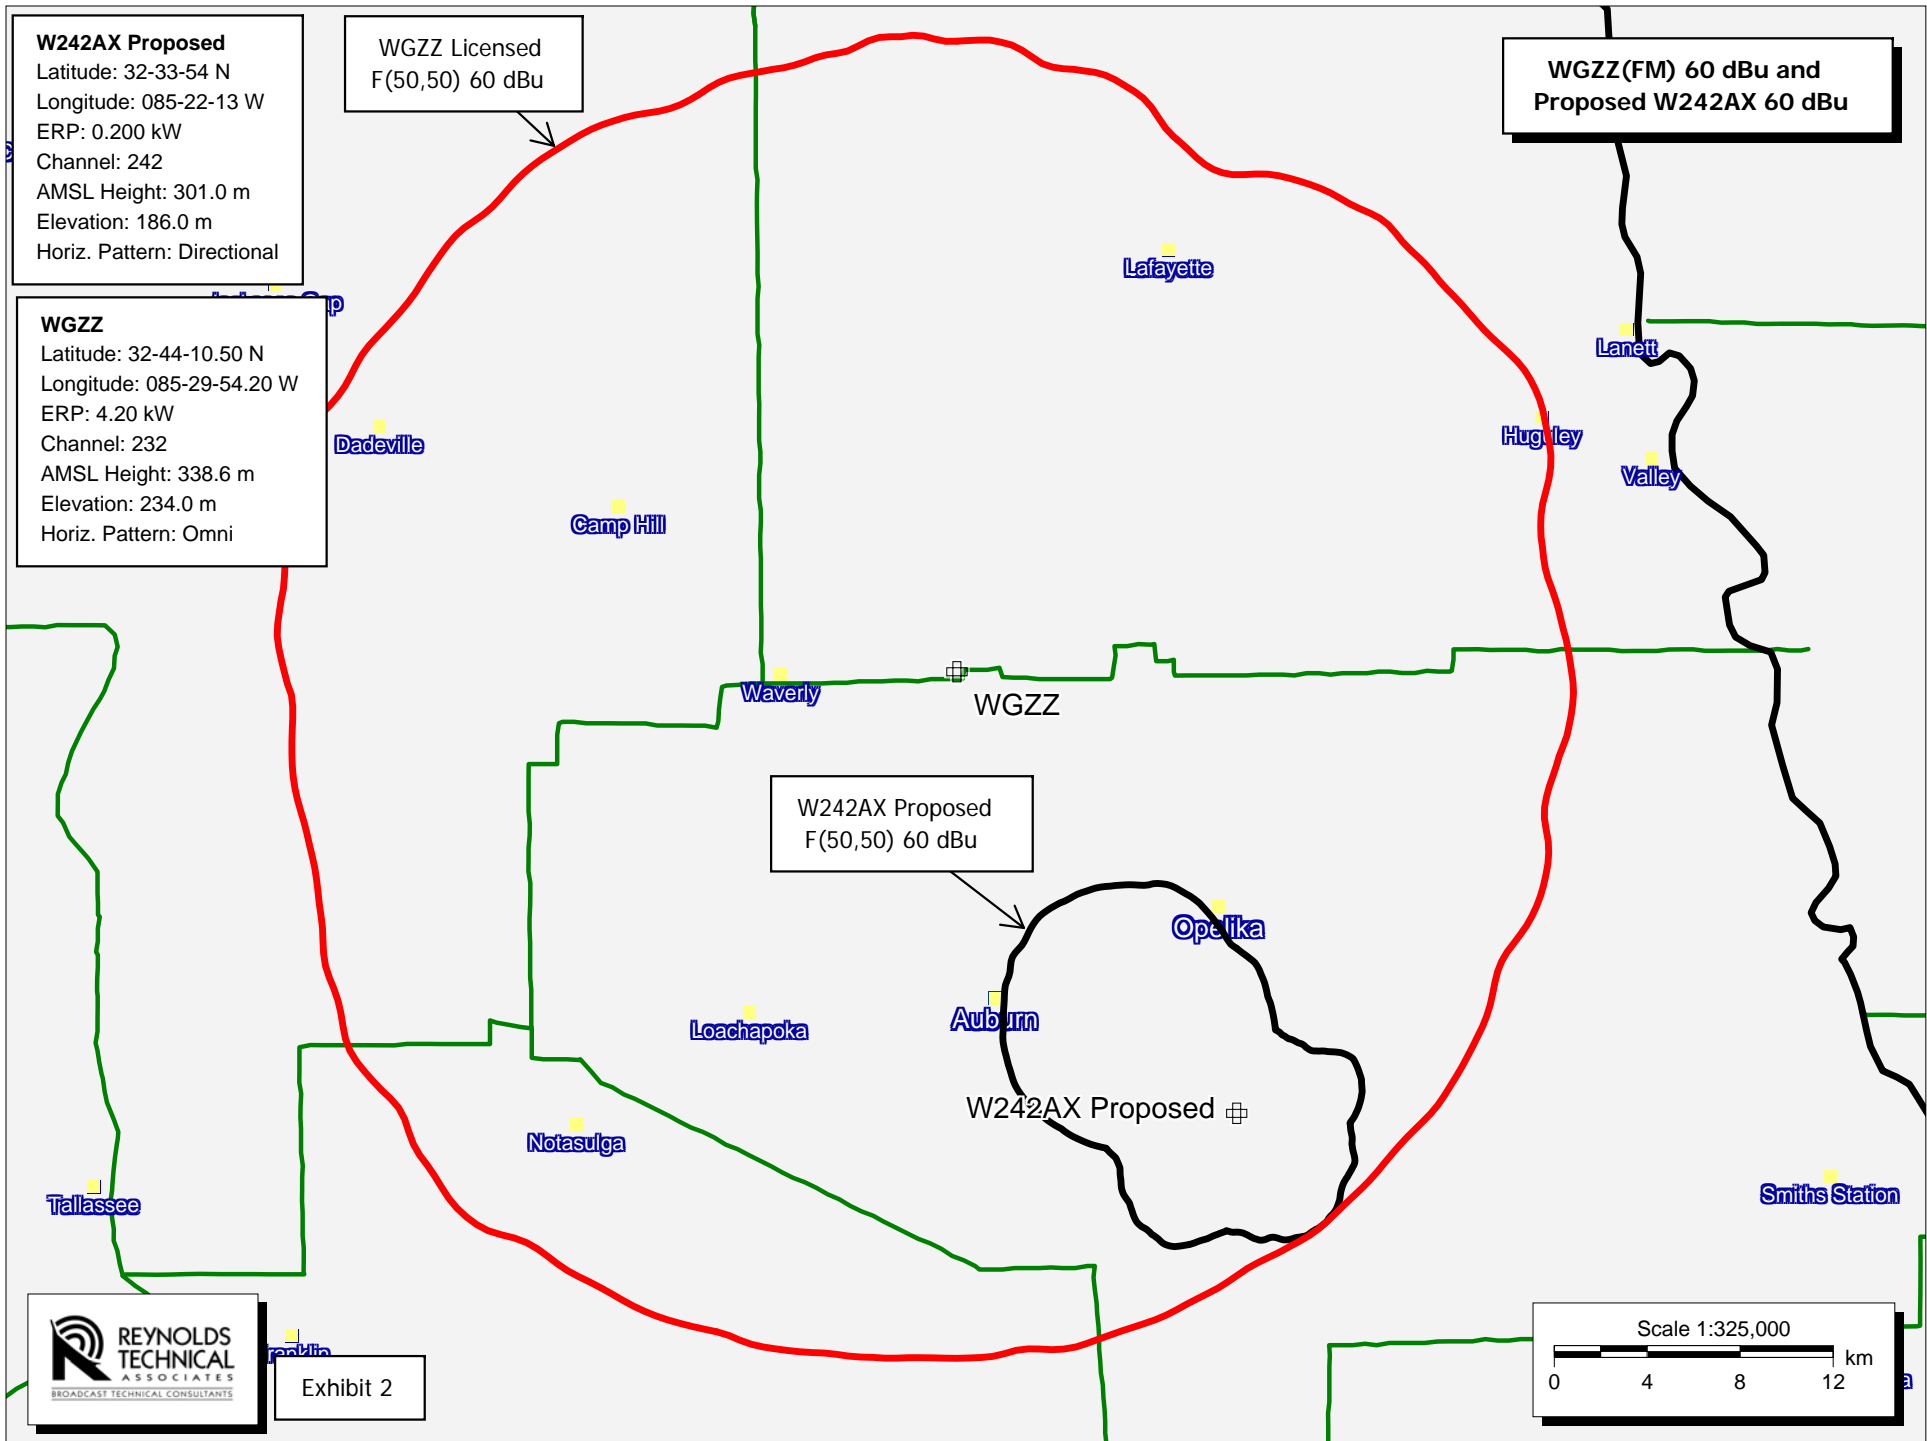 W242AX Proposed
Latitude: 32-33-54 N
Longitude: 085-22-13 W
ERP: 0.200 kW
Channel: 242
AMSL Height: 301.0 m
Elevation: 186.0 m
Horiz. Pattern: Directional
WGZZ Licensed
F(50,50) 60 dBu
WGZZ(FM) 60 dBu and
Proposed W242AX 60 dBu
WGZZ
Latitude: 32-44-10.50 N
Longitude: 085-29-54.20 W
ERP: 4.20 kW
Channel: 232
AMSL Height: 338.6 m
Elevation: 234.0 m
Horiz. Pattern: Omni
Lafayette
Lanett
Dadeville
Huguley
Valley
Camp Hill
Waverly
WGZZ
W242AX Proposed
F(50,50) 60 dBu
Opelika
Auburn
Loachapoka
W242AX Proposed
Notasulga
Tallassee
Smiths Station
REYNOLDS
TECHNICAL
ASSOCIATES
BROADCAST TECHNICAL CONSULTANTS
Exhibit 2
Scale 1:325,000
km
0 4 8 12